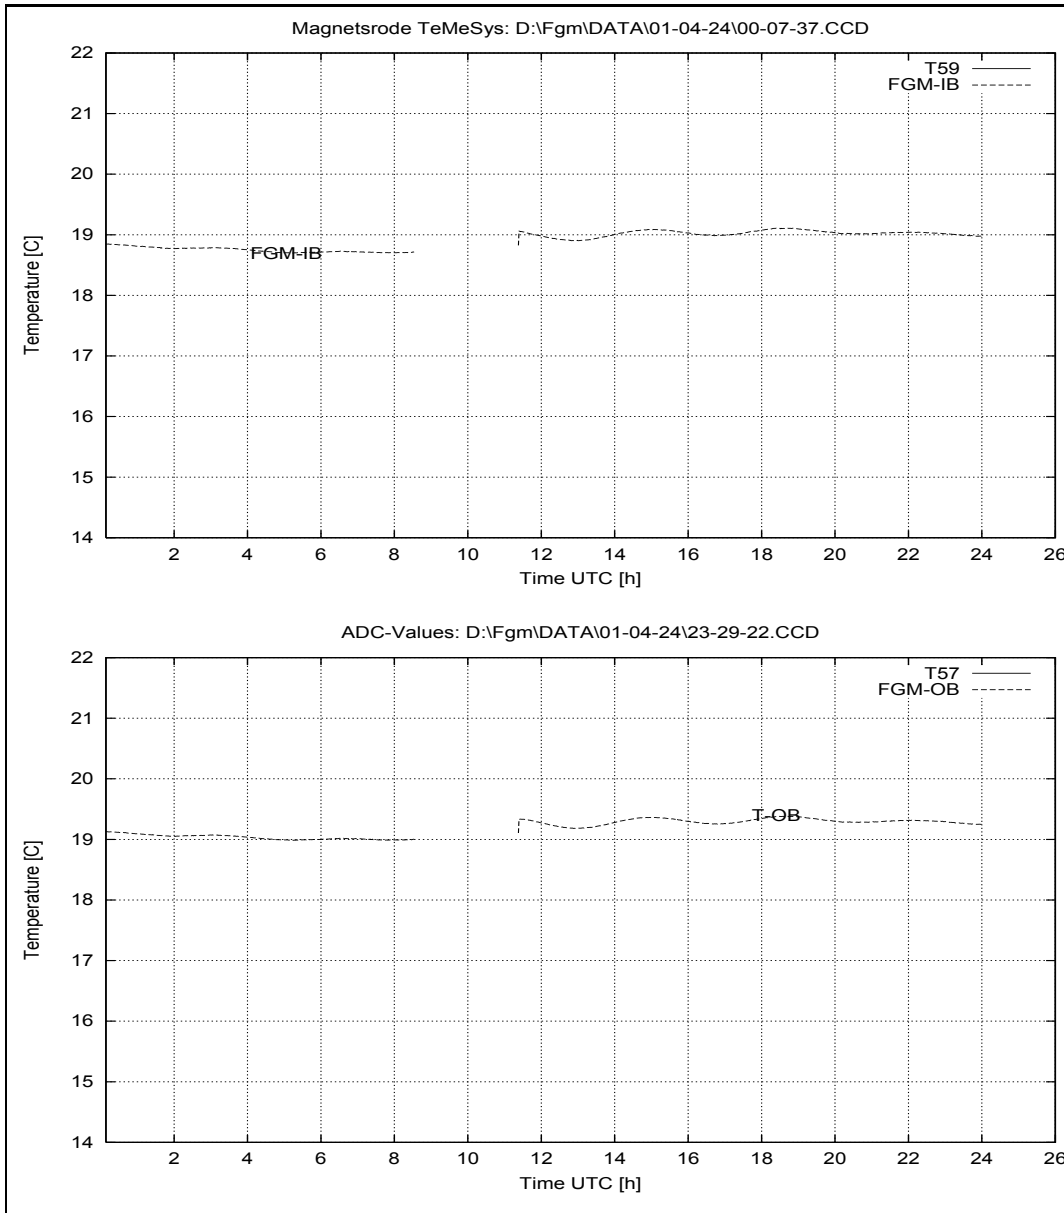 Magnetsrode TeMeSys: D:\Fgm\DATA\01-04-24\00-07-37.CCD
22
21
20
19
18
17
16
15
14
Temperature [C]
T59
FGM-IB
FGM-IB
2 4 6 8 10 12 14 16 18 20 22 24 26
Time UTC [h]
ADC-Values: D:\Fgm\DATA\01-04-24\23-29-22.CCD
22
21
20
19
18
17
16
15
14
Temperature [C]
T57
FGM-OB
T-OB
2 4 6 8 10 12 14 16 18 20 22 24 26
Time UTC [h]